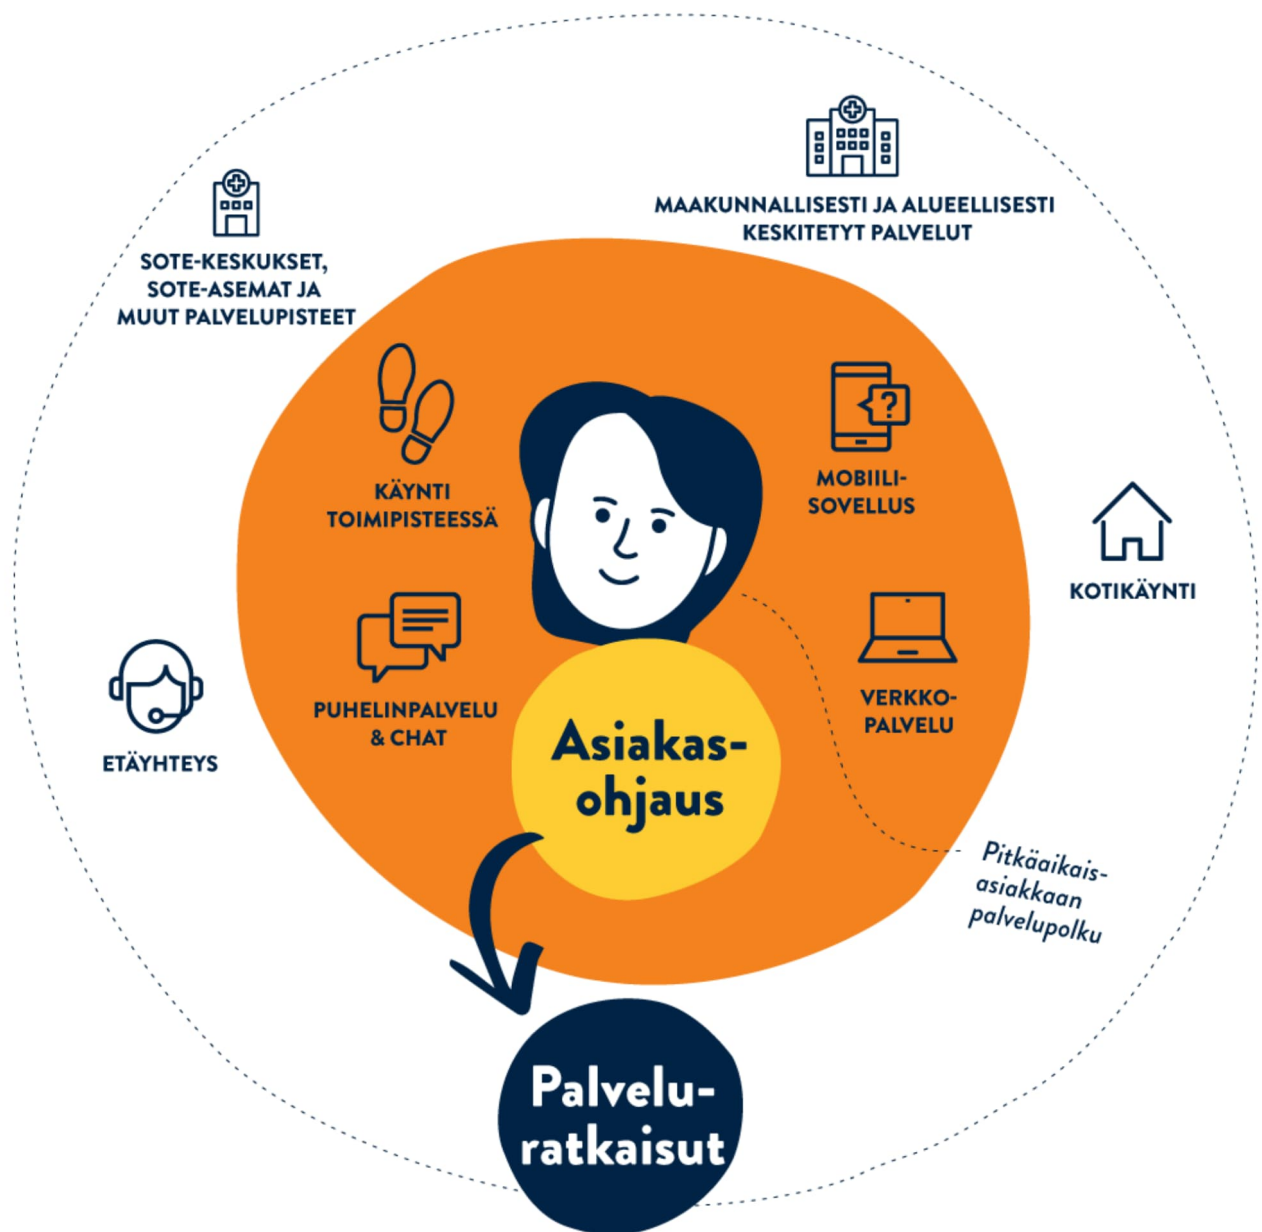 MAAKUNNALLISESTI JA ALUEELLISESTI
KESKITETYT PALVELUT
SOTE-KESKUKSET,
SOTE-ASEMAT JA
MUUT PALVELUPISTEET
KÄYNTI
TOIMIPISTEESSÄ
?
MOBIILI-
SOVELLUS
KOTIKÄYNTI
PUHELINPALVELU
& CHAT
VERKKO-
PALVELU
ETÄYHTEYS
Asiakas-
ohjaus
Pitkäaikais-
asiakkaan
palvelupolku
Palvelu-
ratkaisut